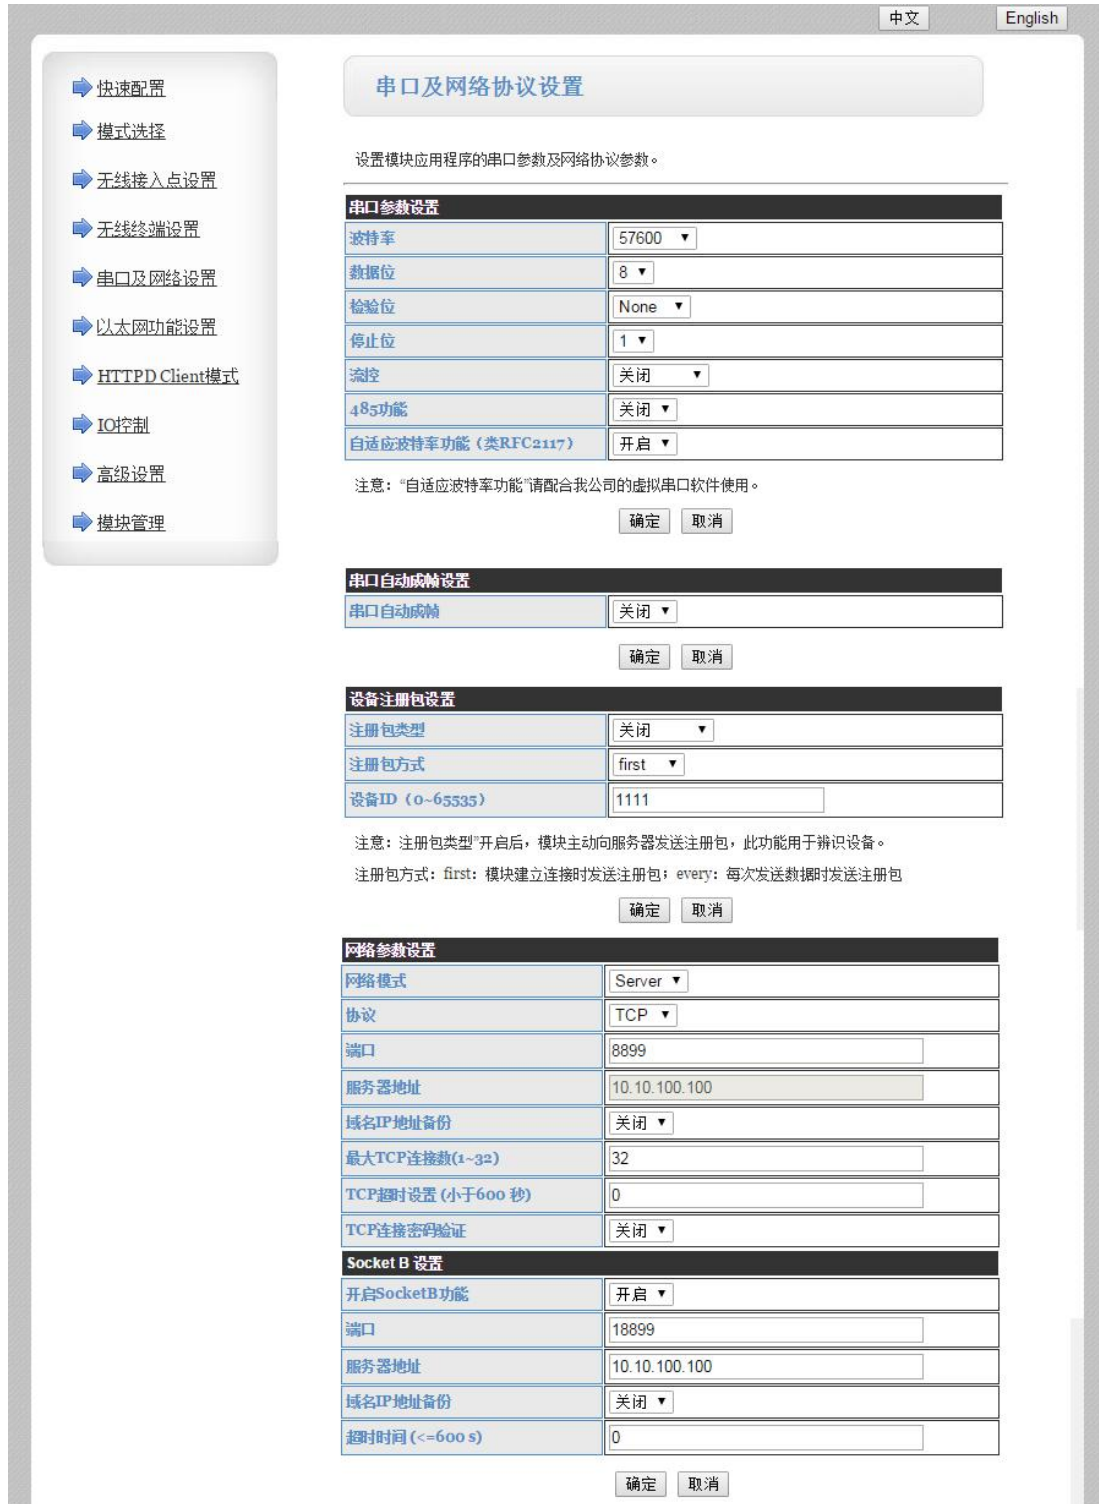 中文 English
快速配置
模式选择
无线接入点设置
无线终端设置
串口及网络设置
以太网功能设置
HTTPD Client模式
IO控制
高级设置
模块管理
串口及网络协议设置
设置模块应用程序的串口参数及网络协议参数。
串口参数设置
波特率 57600
数据位 8
检验位 None
停止位 1
流控 关闭
485功能 关闭
自适应波特率功能（类RFC2117） 开启
注意：“自适应波特率功能”请配合我公司的虚拟串口软件使用。
确定 取消
串口自动成帧设置
串口自动成帧 关闭
确定 取消
设备注册包设置
注册包类型 关闭
注册包方式 first
设备ID（0~65535） 1111
注意：注册包类型”开启后，模块主动向服务器发送注册包，此功能用于辨识设备。
注册包方式：first：模块建立连接时发送注册包；every：每次发送数据时发送注册包
确定 取消
网络参数设置
网络模式 Server
协议 TCP
端口 8899
服务器地址 10.10.100.100
域名IP地址备份 关闭
最大TCP连接数(1~32) 32
TCP超时设置 (小于600 秒) 0
TCP连接密码验证 关闭
Socket B 设置
开启SocketB功能 开启
端口 18899
服务器地址 10.10.100.100
域名IP地址备份 关闭
超时时间 (<=600 s) 0
确定 取消